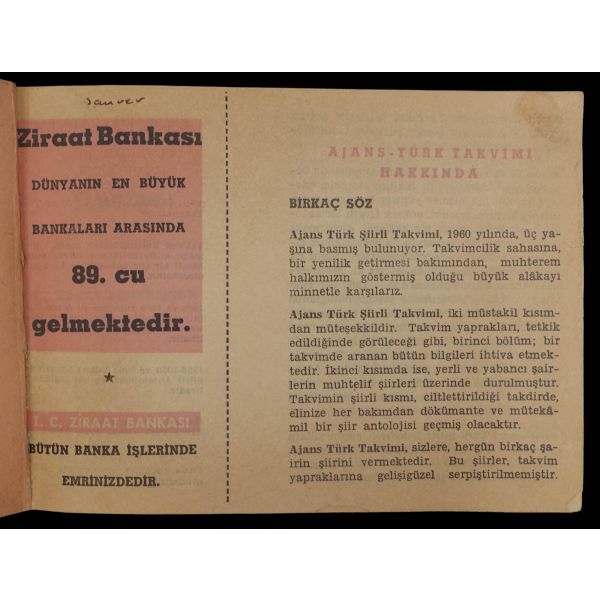 Ziraat Bankası
DÜNYANIN EN BÜYÜK
BANKALARI ARASINDA
89. cu
gelmektedir.
T. C. ZİRAAT BANKASI
BÜTÜN BANKA İŞLERİNDE
EMRİNİZDEDİR.
AJANS-TÜRK TAKVİMİ
HAKKINDA
BİRKAÇ SÖZ
Ajans Türk Şiirli Takvimi, 1960 yılında, üç ya-
şına basmış bulunuyor. Takvimcilik sahasına,
bir yenilik getirmesi bakımından, muhterem
halkımızın göstermiş olduğu büyük alâkayı
minnetle karşılarız.
Ajans Türk Şiirli Takvimi, iki müstakil kısım-
dan müteşekkildir. Takvim yaprakları, tetkik
edildiğinde görüleceği gibi, birinci bölüm; bir
takvimde aranan bütün bilgileri ihtiva etmek-
tedir. İkinci kısımda ise, yerli ve yabancı şair-
lerin muhtelif şiirleri üzerinde durulmuştur.
Takvimin şiirli kısmı, ciltlettirildiği takdirde,
elinize her bakımdan dökümante ve mütekâ-
mil bir şiir antolojisi geçmiş olacaktır.
Ajans Türk Takvimi, sizlere, hergün birkaç şa-
irin şiirini vermektedir. Bu şiirler, takvim
yapraklarına gelişigüzel serpiştirilmemiştir.